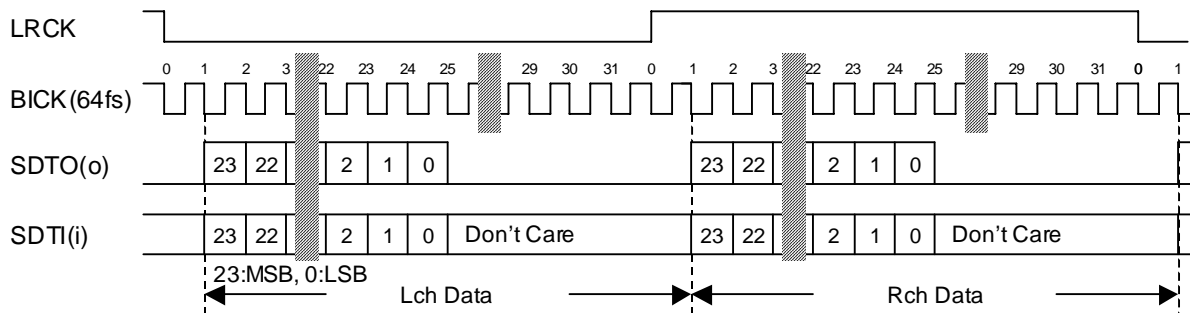 LRCK
0 1 2 3 22 23 24 25 29 30 31 0 1 2 3 22 23 24 25 29 30 31 0 1
BICK(64fs)
SDTO(o) 23 22 2 1 0 23 22 2 1 0
SDTI(i) 23 22 2 1 0 Don't Care 23 22 2 1 0 Don't Care
23:MSB, 0:LSB
Lch Data Rch Data